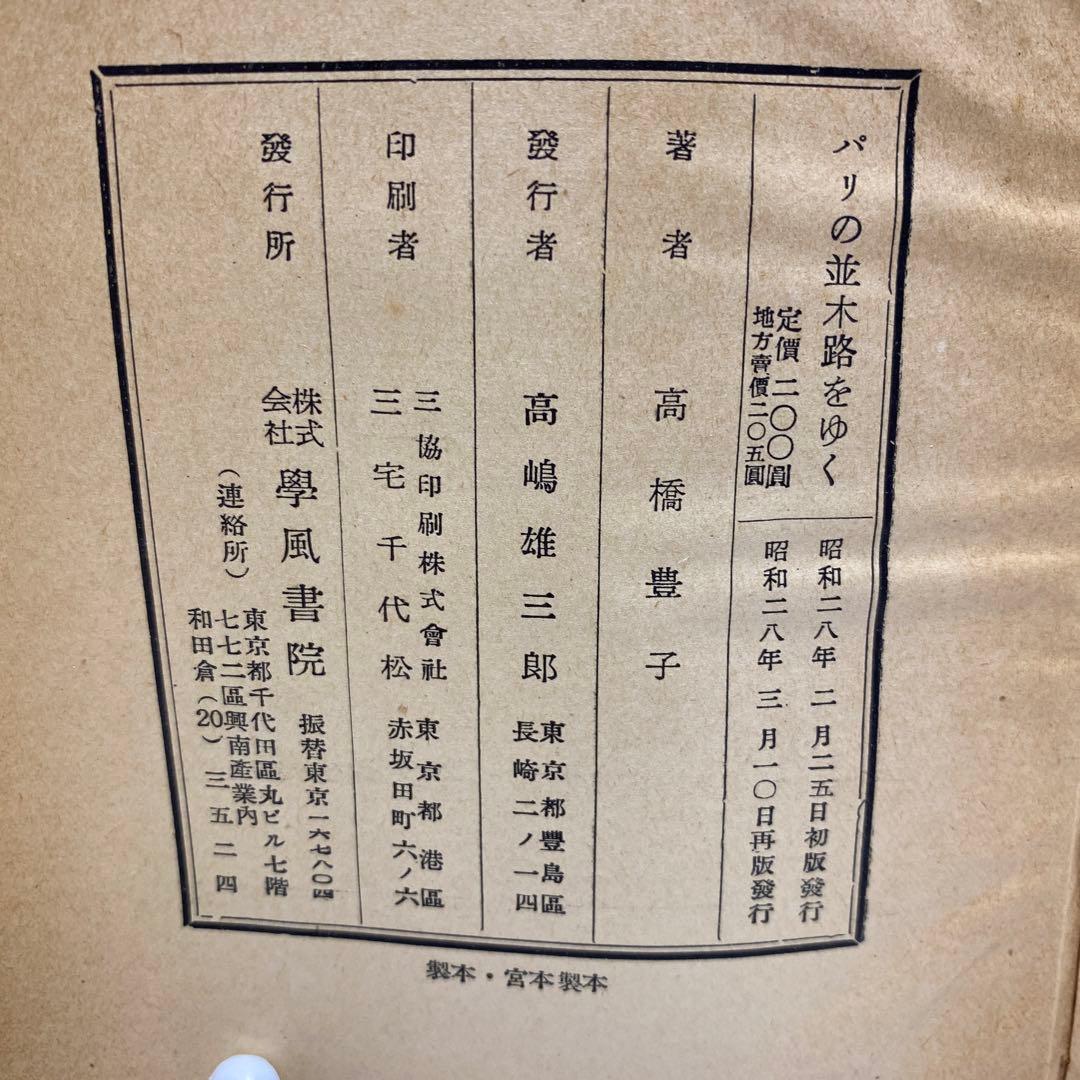 パリの並木路をゆく
定價 二〇〇圓
地方賣價二〇五圓
昭和二八年 二月二五日初版發行
昭和二八年 三月一〇日再版發行
著者 高橋豊子
發行者 高嶋雄三郎
東京都豐島區
長崎二ノ一四
印刷者
三協印刷株式會社
三宅千代松
東京都港區
赤坂田町六ノ六
發行所
株式
会社
學風書院
振替東京一六七八〇四
(連絡所)
東京都千代田區丸ビル七階
七七二區興南產業內
和田倉(20)三五二四
製本・宮本製本